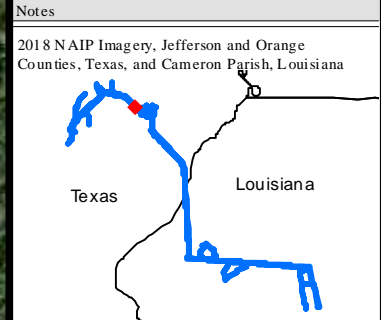 Notes
2018 NAIP Imagery, Jefferson and Orange
Counties, Texas, and Cameron Parish, Louisiana
Texas
Louisiana